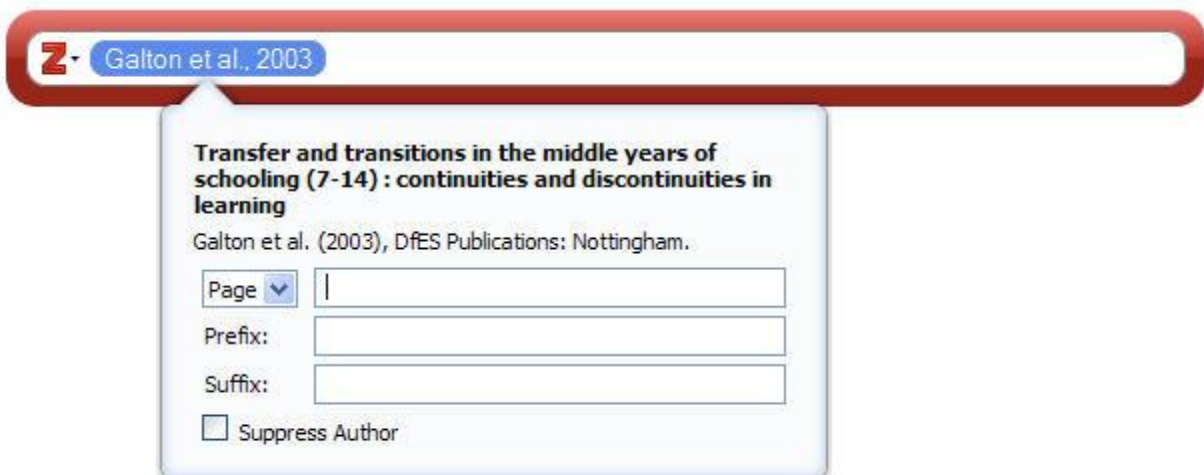 Z Galton et al., 2003
Transfer and transitions in the middle years of
schooling (7-14) : continuities and discontinuities in
learning
Galton et al. (2003), DfES Publications: Nottingham.
Page
Prefix:
Suffix:
Suppress Author